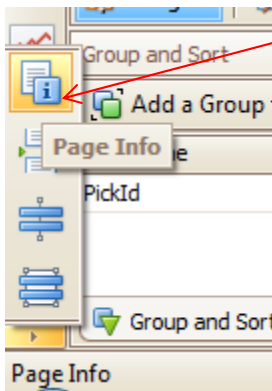 Group and Sort
Add a Group
Page Info
PickId
Group and Sort
Page Info